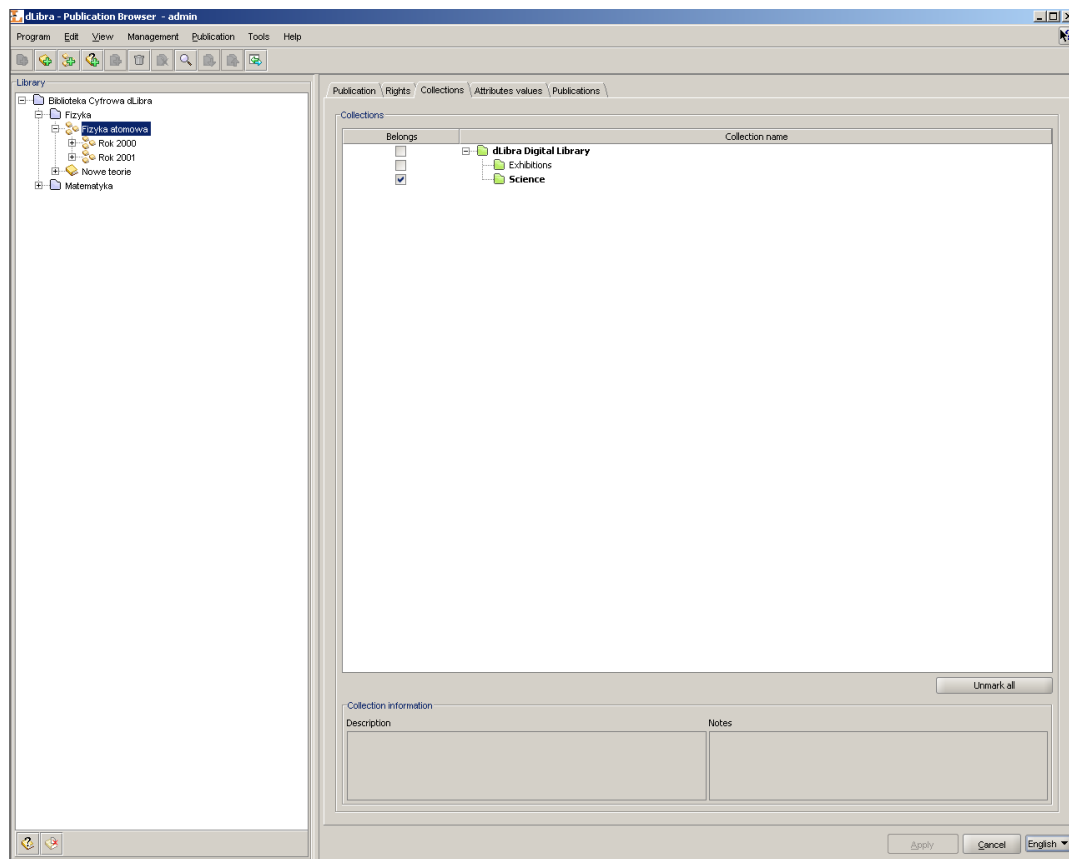 dLibra - Publication Browser - admin
Program Edit View Management Publication Tools Help
Library
Biblioteka Cyfrowa dLibra
Fizyka
Fizyka atomowa
Rok 2000
Rok 2001
Nowe teorie
Matematyka
Publication Rights Collections Attributes values Publications
Collections
Belongs Collection name
dLibra Digital Library
Exhibitions
Science
Unmark all
Collection information
Description Notes
Apply Cancel English